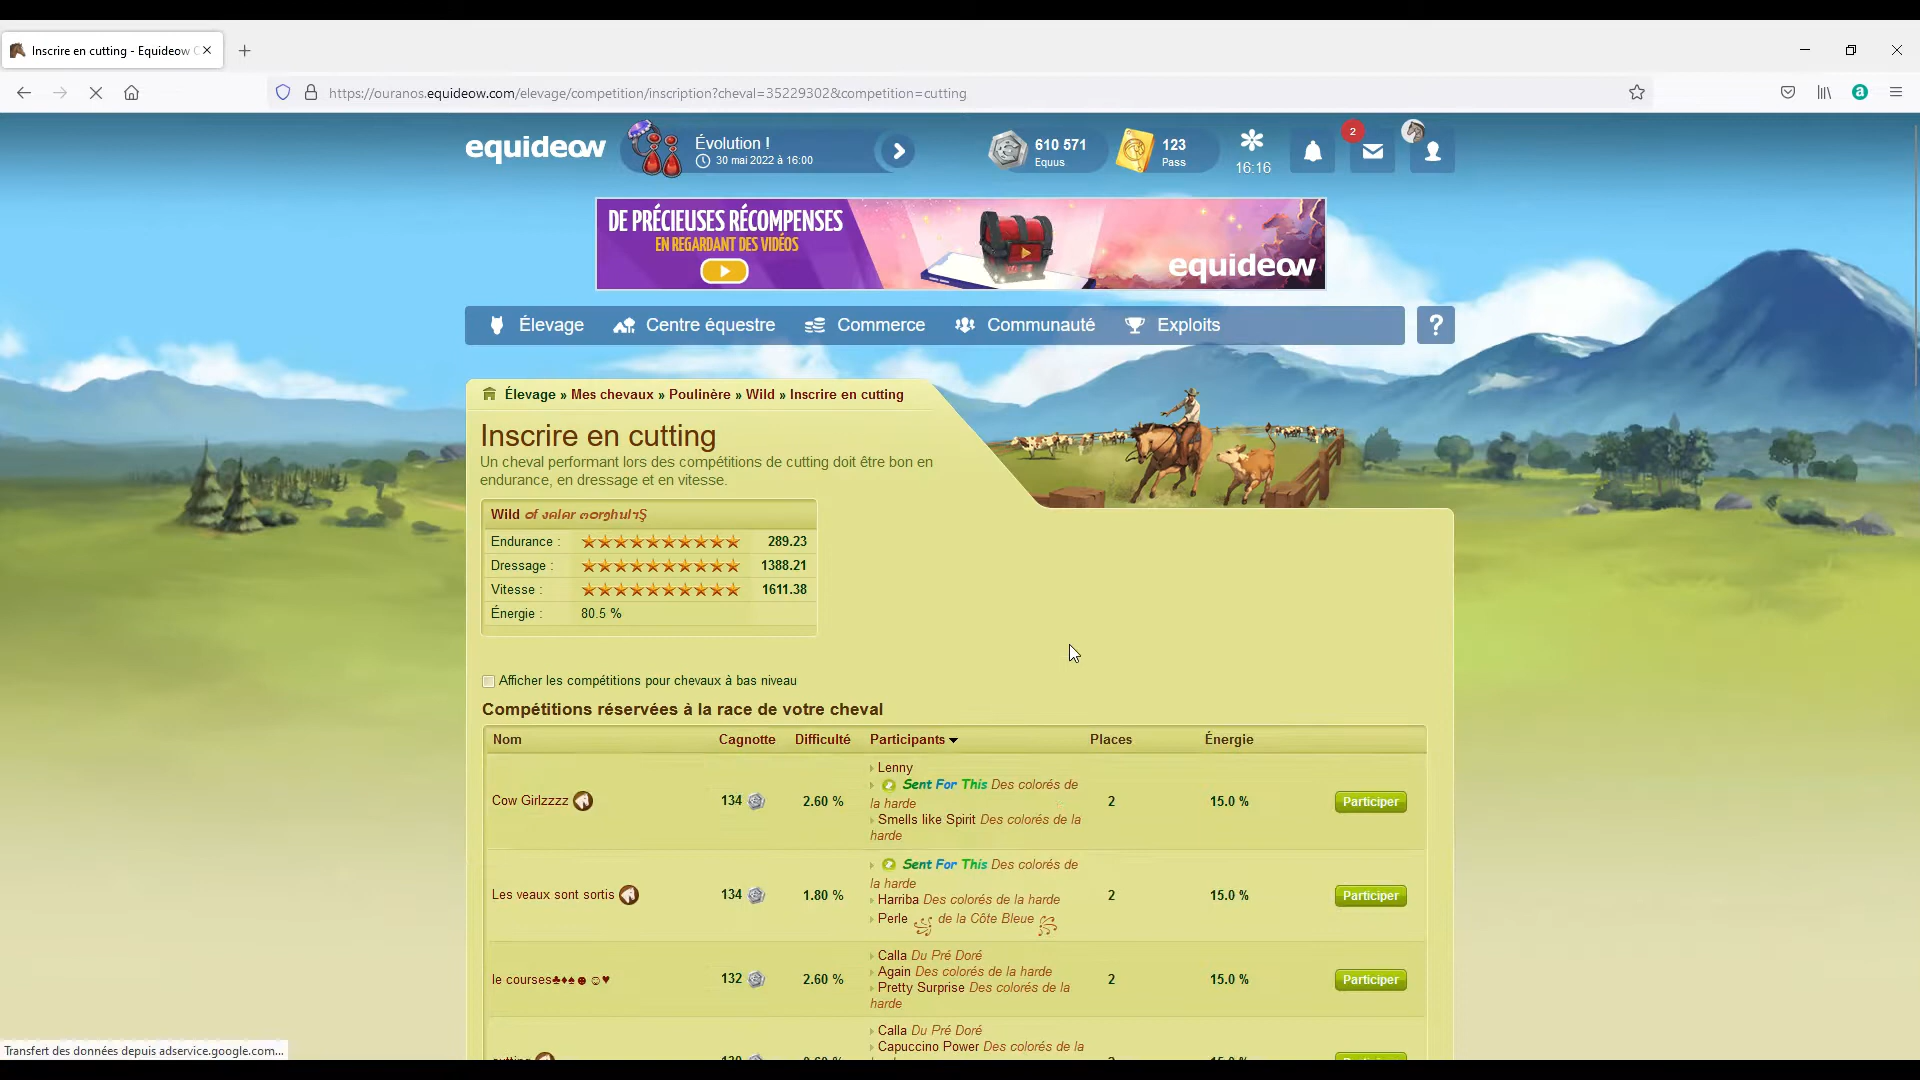 Inscrire en cutting - Equideow
https://ouranos.equideow.com/elevage/competition/inscription?cheval=35229302&competition=cutting
equideow
Évolution !
30 mai 2022 à 16:00
610 571
Equus
123
Pass
16:16
2
DE PRÉCIEUSES RÉCOMPENSES
EN REGARDANT DES VIDÉOS
equideow
Élevage
Centre équestre
Commerce
Communauté
Exploits
?
Élevage » Mes chevaux » Poulinère » Wild » Inscrire en cutting
Inscrire en cutting
Un cheval performant lors des compétitions de cutting doit être bon en
endurance, en dressage et en vitesse.
Wild of
Endurance : 289.23
Dressage : 1388.21
Vitesse : 1611.38
Énergie : 80.5 %
Afficher les compétitions pour chevaux à bas niveau
Compétitions réservées à la race de votre cheval
Nom Cagnotte Difficulté Participants Places Énergie
Lenny
Sent For This Des colorés de
Cow Girlzzzz 134 2.60 % la harde 2 15.0 % Participer
Smells like Spirit Des colorés de la
harde
Sent For This Des colorés de
la harde
Les veaux sont sortis 134 1.80 % Harriba Des colorés de la harde 2 15.0 % Participer
Perle de la Côte Bleue
Calla Du Pré Doré
Again Des colorés de la harde
le courses♣♦♠☻☺♥ 132 2.60 % Pretty Surprise Des colorés de la 2 15.0 % Participer
harde
Calla Du Pré Doré
Capuccino Power Des colorés de la
Transfert des données depuis adservice.google.com...